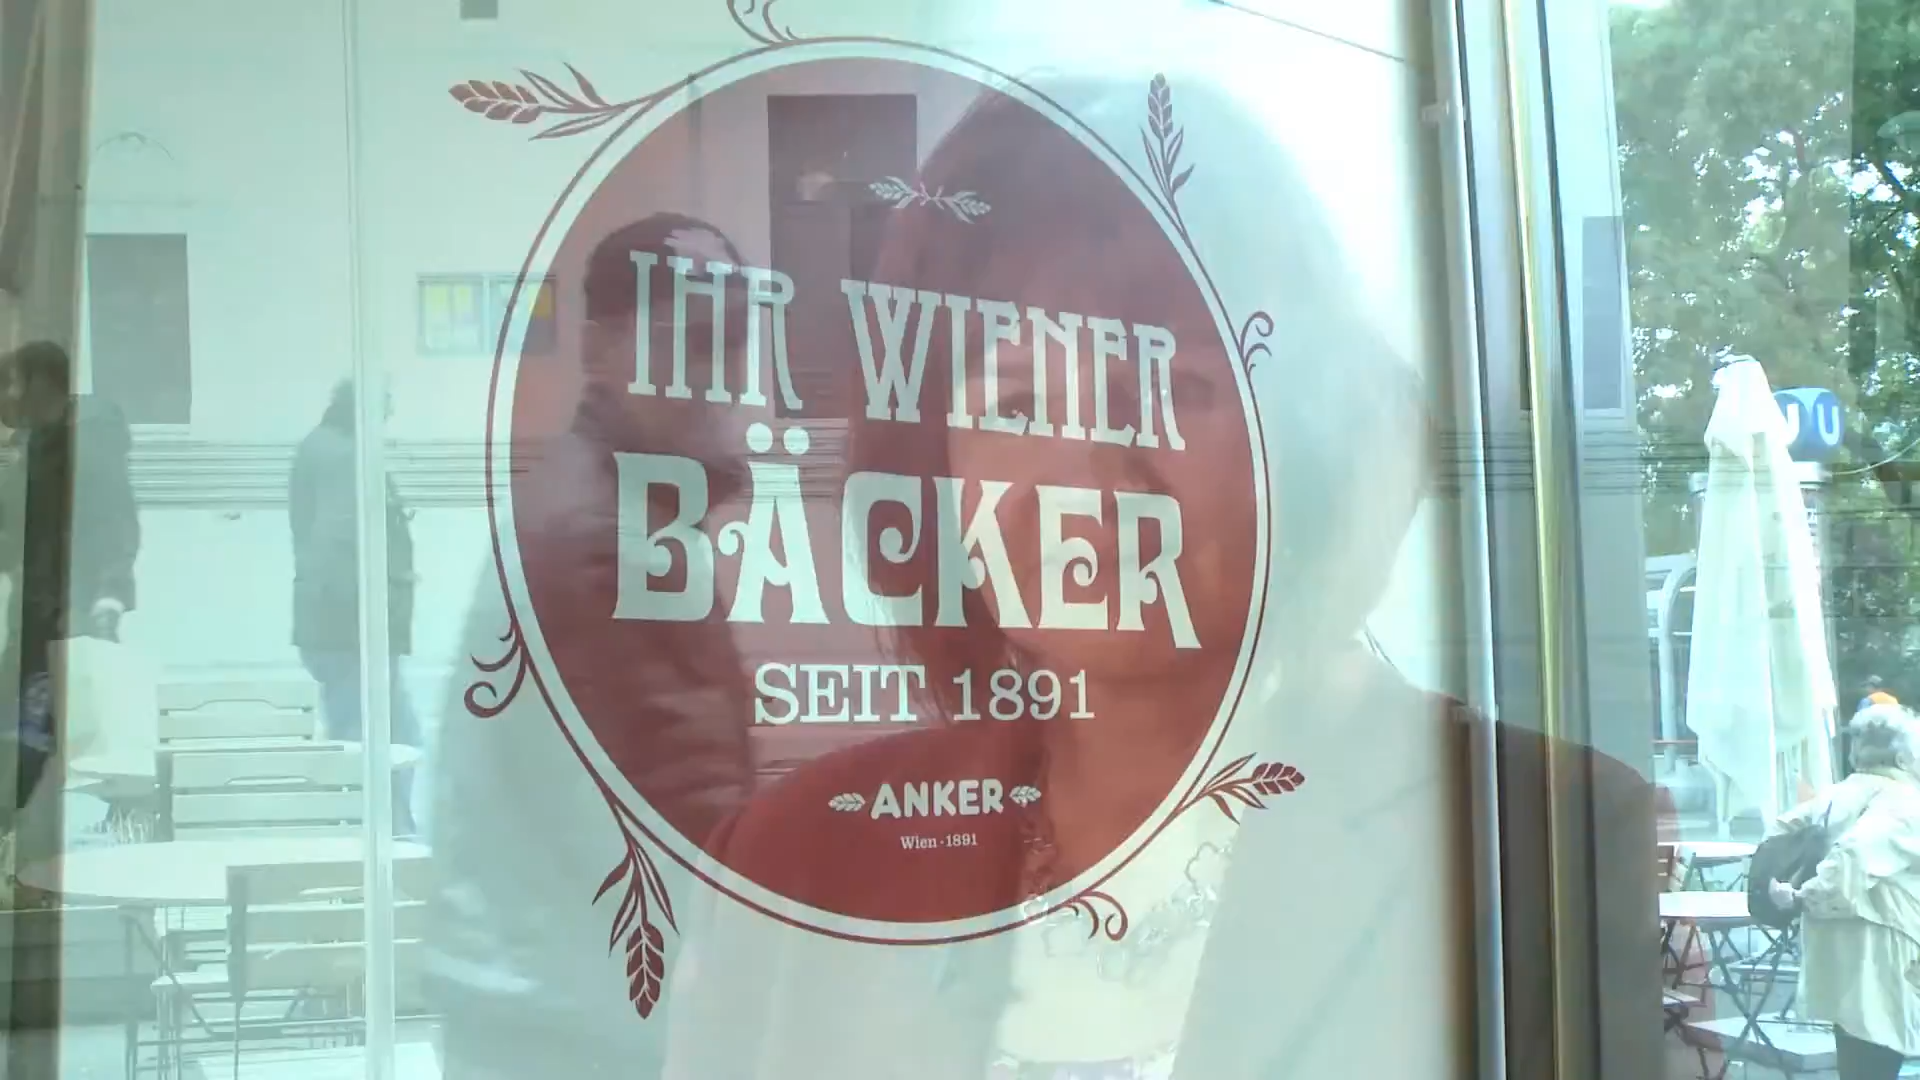 IHR WIENER
BÄCKER
SEIT 1891
ANKER
Wien · 1891
U